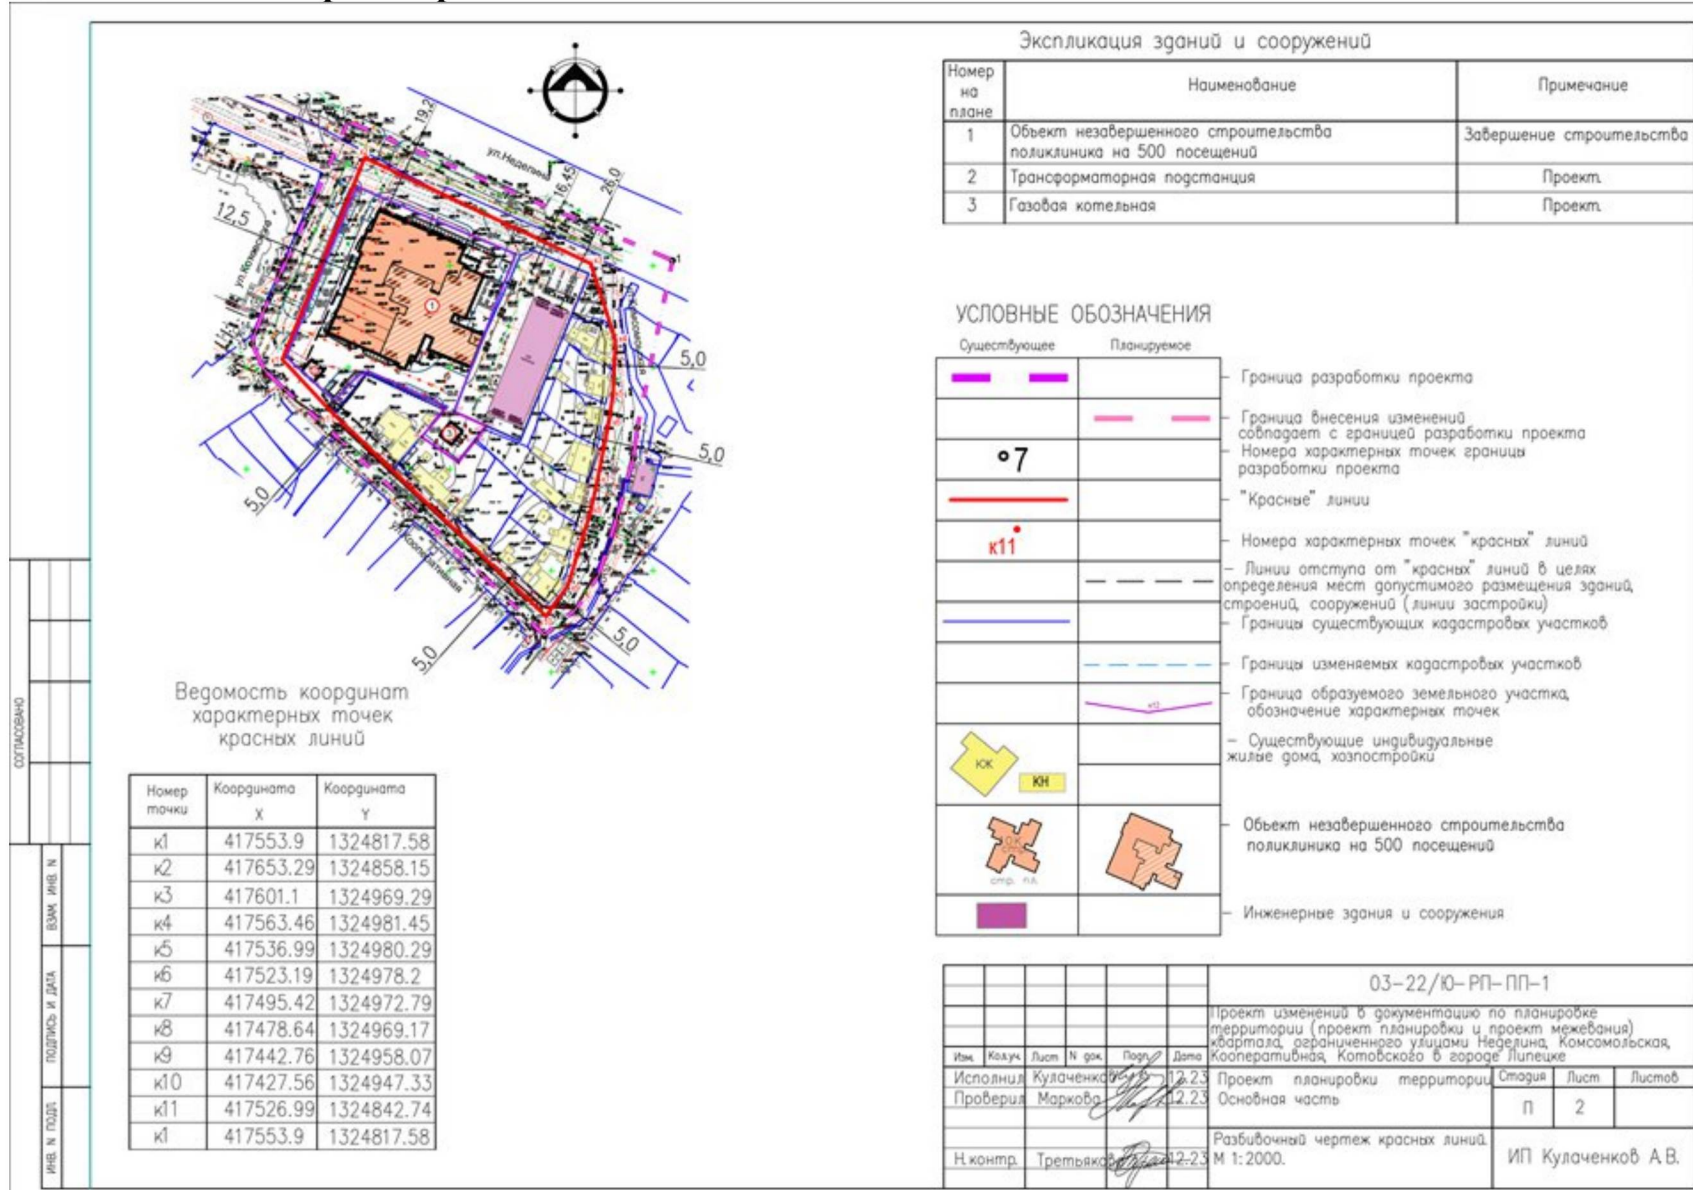 Экспликация зданий и сооружений
Номер на плане
Наименование
Примечание
1
Объект незавершенного строительства
поликлиника на 500 посещений
Завершение строительства
2
Трансформаторная подстанция
Проект.
3
Газовая котельная
Проект.
19,2
ул.Неделина
16,45
26,0
12,5
1
1
5,0
3
5,0
5,0
ул.Кооперативная
5,0
5,0
УСЛОВНЫЕ ОБОЗНАЧЕНИЯ
Существующее
Планируемое
- Граница разработки проекта
- Граница внесения изменений
совпадает с границей разработки проекта
7
- Номера характерных точек границы
разработки проекта
- "Красные" линии
к11
- Номера характерных точек "красных" линий
- Линии отступа от "красных" линий в целях
определения мест допустимого размещения зданий,
строений, сооружений (линии застройки)
- Границы существующих кадастровых участков
- Границы изменяемых кадастровых участков
- Граница образуемого земельного участка,
обозначение характерных точек
КЖ
КН
- Существующие индивидуальные
жилые дома, хозпостройки
стр. пл.
- Объект незавершенного строительства
поликлиника на 500 посещений
- Инженерные здания и сооружения
Ведомость координат
характерных точек
красных линий
Номер точки
Координата X
Координата Y
к1 417553.9 1324817.58
к2 417653.29 1324858.15
к3 417601.1 1324969.29
к4 417563.46 1324981.45
к5 417536.99 1324980.29
к6 417523.19 1324978.2
к7 417495.42 1324972.79
к8 417478.64 1324969.17
к9 417442.76 1324958.07
к10 417427.56 1324947.33
к11 417526.99 1324842.74
к1 417553.9 1324817.58
СОГЛАСОВАНО
ВЗАМ. ИНВ. N
ПОДПИСЬ И ДАТА
ИНВ. N ПОДЛ.
03-22/Ю-РП-ПП-1
Проект изменений в документацию по планировке
территории (проект планировки и проект межевания)
квартала, ограниченного улицами Неделина, Комсомольская,
Кооперативная, Котовского в городе Липецке
Изм. Кол.уч. Лист N док. Подп. Дата
Исполнил Кулаченков 12.23
Проверил Маркова 12.23
Н.контр. Третьякова 12.23
Проект планировки территории
Основная часть
Стадия Лист Листов
П 2
Разбивочный чертеж красных линий.
М 1:2000.
ИП Кулаченков А.В.